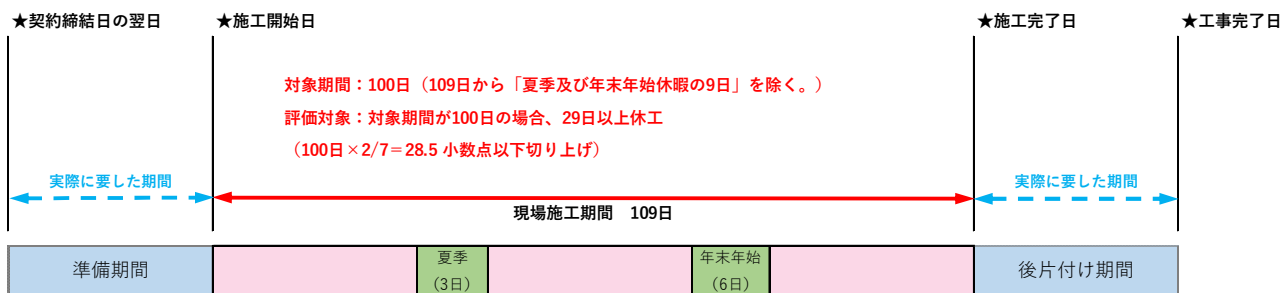 ★契約締結日の翌日
★施工開始日
★施工完了日
★工事完了日
対象期間：100日（109日から「夏季及び年末年始休暇の9日」を除く。）
評価対象：対象期間が100日の場合、29日以上休工
（100日×2/7＝28.5 小数点以下切り上げ）
実際に要した期間
実際に要した期間
現場施工期間　109日
準備期間
夏季
（3日）
年末年始
（6日）
後片付け期間